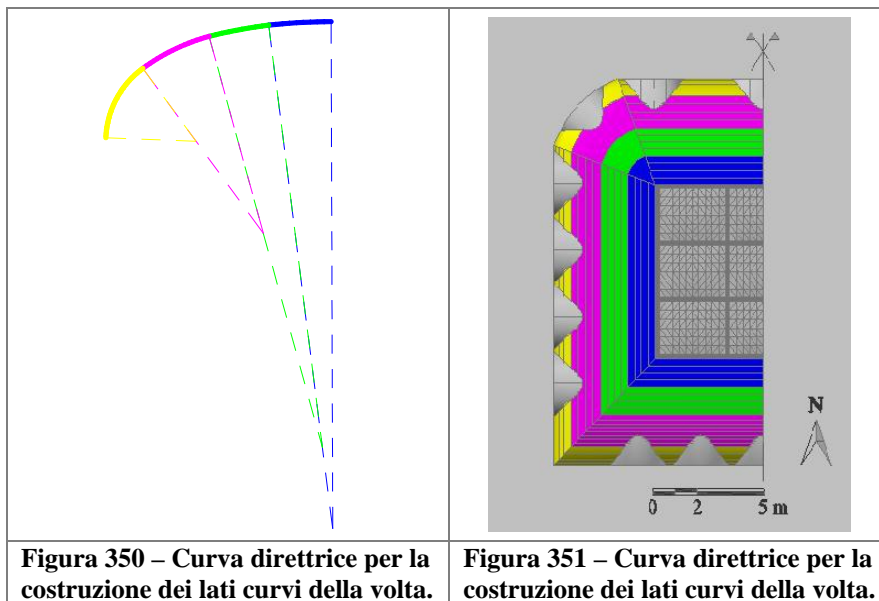 N
0 2 5 m
Figura 350 – Curva direttrice per la
costruzione dei lati curvi della volta.
Figura 351 – Curva direttrice per la
costruzione dei lati curvi della volta.